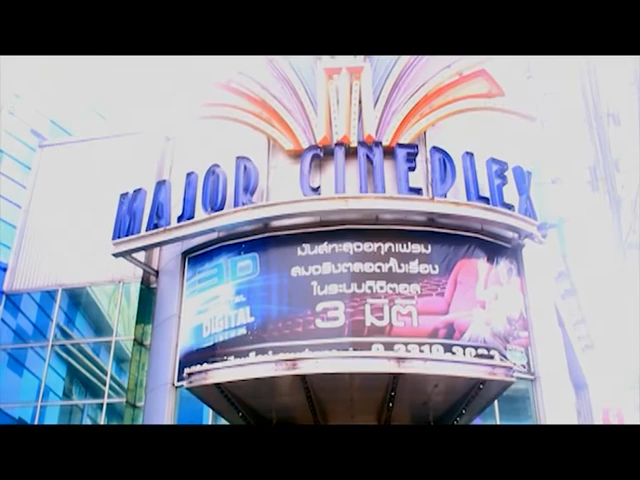 MAJOR CINEPLEX
3D
DIGITAL
มันส์ทะลุจอทุกเฟรม
สมจริงตลอดทั้งเรื่อง
ในระบบดิจิตอล
3 มิติ